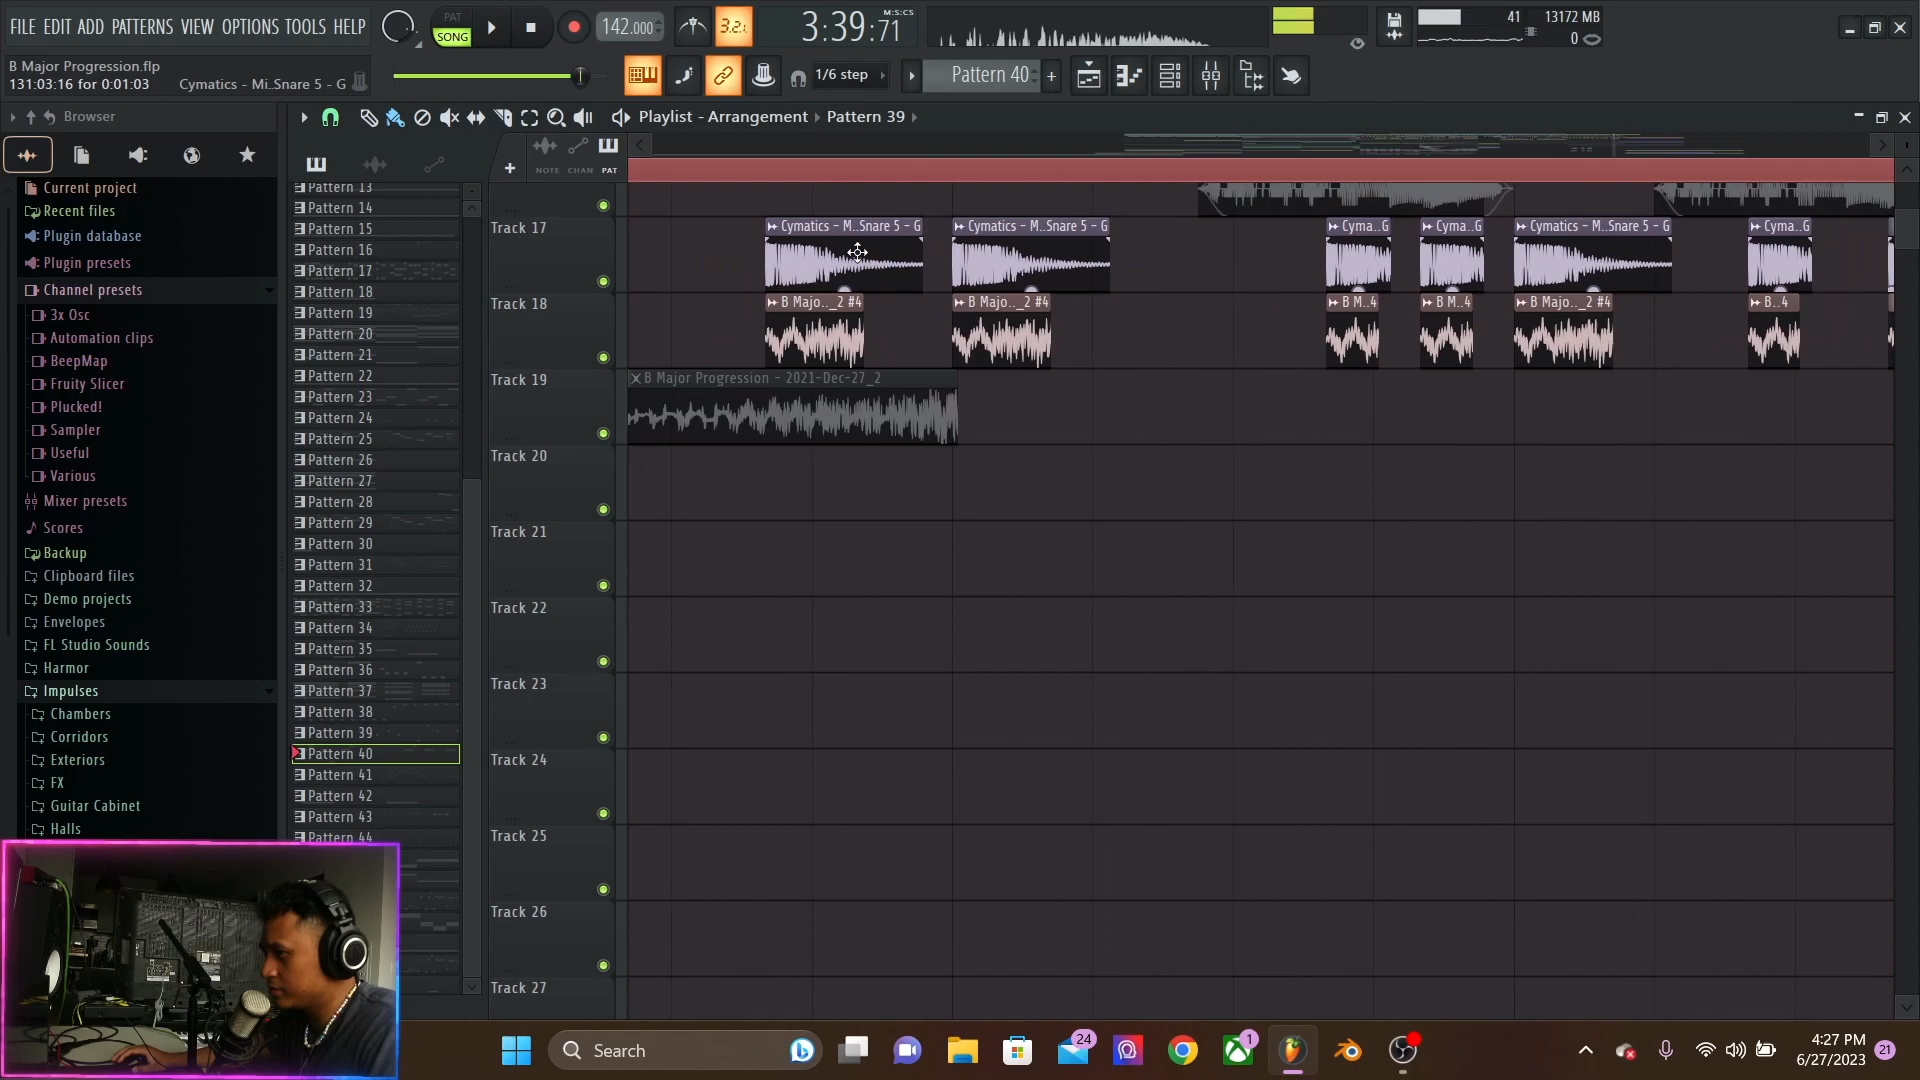 FILE EDIT ADD PATTERNS VIEW OPTIONS TOOLS HELP
PAT
SONG
142.000
3.2.1
3:39:71
M:S:CS
41
13172 MB
0
B Major Progression.flp
131:03:16 for 0:01:03
Cymatics - Mi..Snare 5 - G
1/6 step
Pattern 40
+
Browser
Playlist - Arrangement
Pattern 39
NOTE
CHAN
PAT
Current project
Recent files
Plugin database
Plugin presets
Channel presets
3x Osc
Automation clips
BeepMap
Fruity Slicer
Plucked!
Sampler
Useful
Various
Mixer presets
Scores
Backup
Clipboard files
Demo projects
Envelopes
FL Studio Sounds
Harmor
Impulses
Chambers
Corridors
Exteriors
FX
Guitar Cabinet
Halls
Pattern 13
Pattern 14
Pattern 15
Pattern 16
Pattern 17
Pattern 18
Pattern 19
Pattern 20
Pattern 21
Pattern 22
Pattern 23
Pattern 24
Pattern 25
Pattern 26
Pattern 27
Pattern 28
Pattern 29
Pattern 30
Pattern 31
Pattern 32
Pattern 33
Pattern 34
Pattern 35
Pattern 36
Pattern 37
Pattern 38
Pattern 39
Pattern 40
Pattern 41
Pattern 42
Pattern 43
Pattern 44
Track 17
Cymatics - M..Snare 5 - G
Cymatics - M..Snare 5 - G
Cyma..G
Cyma..G
Cymatics - M..Snare 5 - G
Cyma..G
Track 18
B Majo.._2 #4
B Majo.._2 #4
B M..4
B M..4
B Majo.._2 #4
B..4
Track 19
B Major Progression - 2021-Dec-27_2
Track 20
Track 21
Track 22
Track 23
Track 24
Track 25
Track 26
Track 27
Search
24
1
4:27 PM
6/27/2023
21